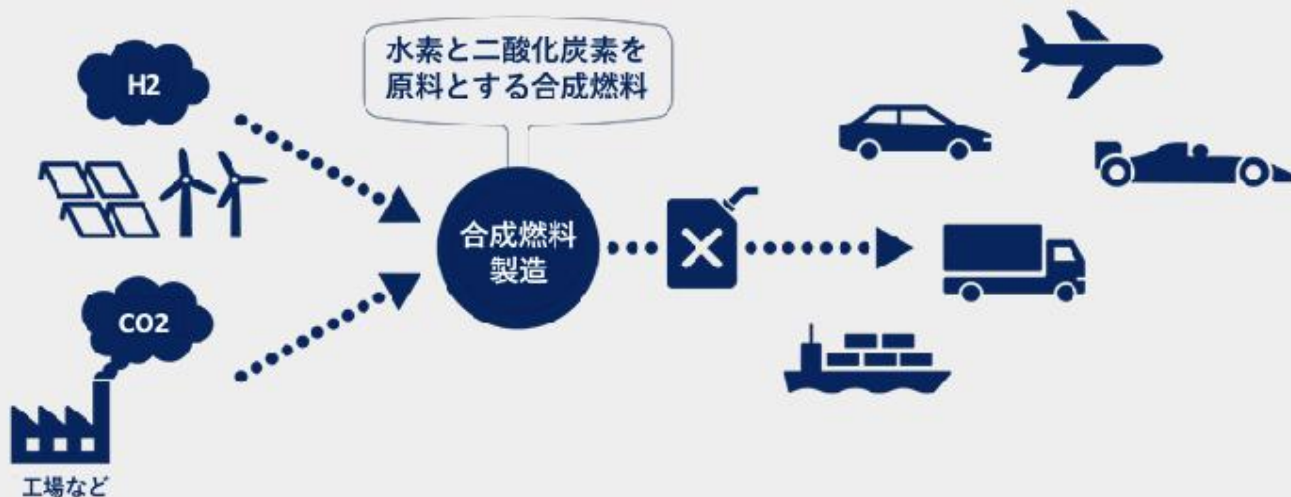 水素と二酸化炭素を
原料とする合成燃料
H2
合成燃料
製造
CO2
工場など